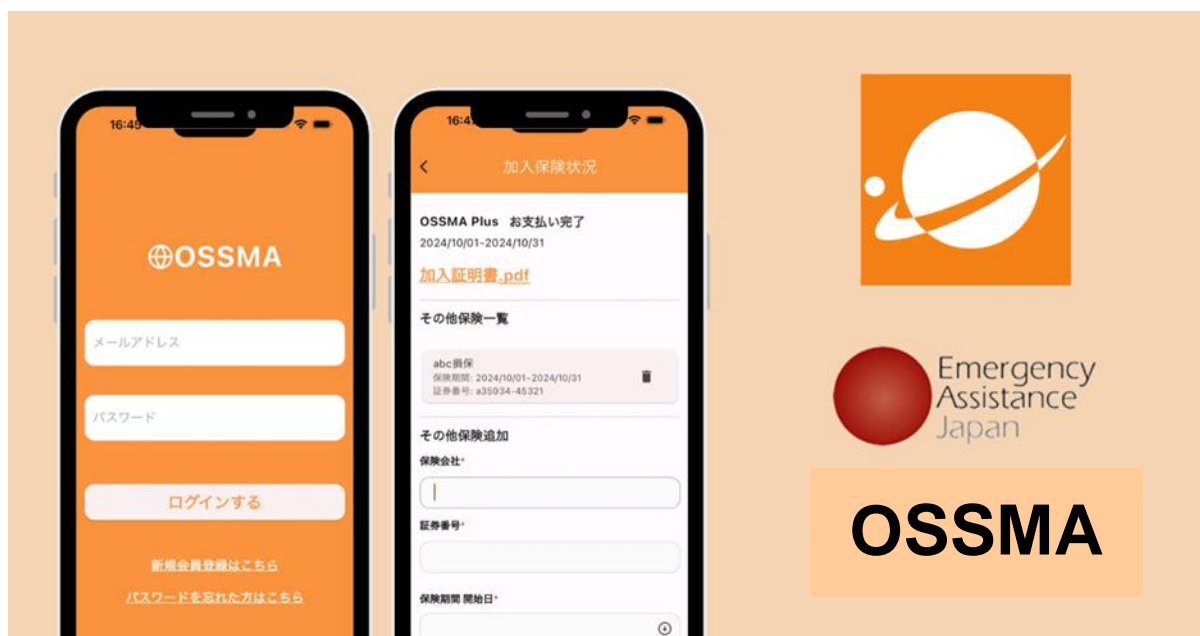 16:45
OSSMA
メールアドレス
パスワード
ログインする
新規会員登録はこちら
パスワードを忘れた方はこちら
16:4
加入保険状況
OSSMA Plus お支払い完了
2024/10/01~2024/10/31
加入証明書.pdf
その他保険一覧
abc損保
保険期間: 2024/10/01~2024/10/31
証券番号: a35934-45321
その他保険追加
保険会社*
証券番号*
保険期間 開始日*
Emergency
Assistance
Japan
OSSMA